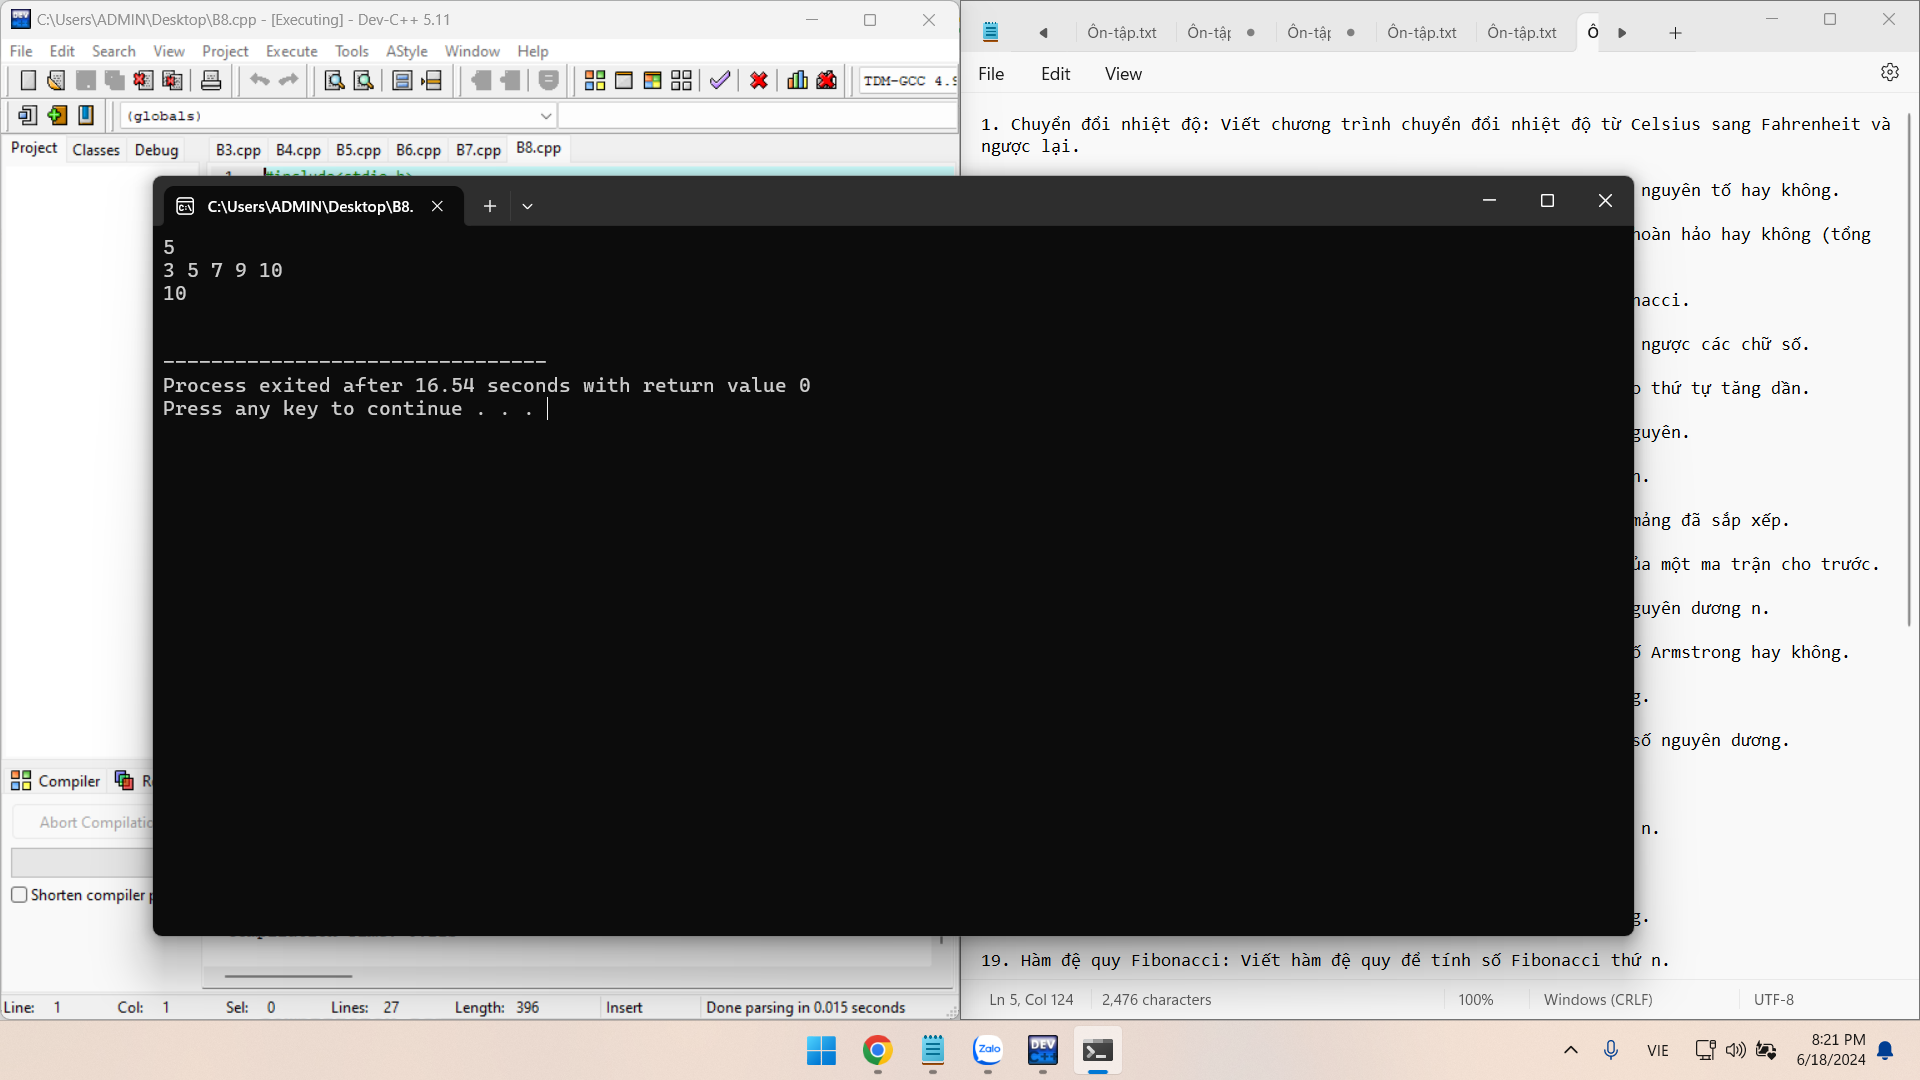 C:\Users\ADMIN\Desktop\B8.cpp - [Executing] - Dev-C++ 5.11
File Edit Search View Project Execute Tools AStyle Window Help
TDM-GCC 4.9
(globals)
Project Classes Debug
B3.cpp B4.cpp B5.cpp B6.cpp B7.cpp B8.cpp
1 #include<stdio.h>
C:\Users\ADMIN\Desktop\B8.
5
3 5 7 9 10
10
--------------------------------
Process exited after 16.54 seconds with return value 0
Press any key to continue . . .
Compiler
Abort Compilatio
Shorten compiler p
Line: 1 Col: 1 Sel: 0 Lines: 27 Length: 396 Insert Done parsing in 0.015 seconds
Ôn-tập.txt Ôn-tập Ôn-tập Ôn-tập.txt Ôn-tập.txt Ô
File Edit View
1. Chuyển đổi nhiệt độ: Viết chương trình chuyển đổi nhiệt độ từ Celsius sang Fahrenheit và
ngược lại.
nguyên tố hay không.
hoàn hảo hay không (tổng
nacci.
ngược các chữ số.
o thứ tự tăng dần.
guyên.
n.
mảng đã sắp xếp.
ủa một ma trận cho trước.
guyên dương n.
ố Armstrong hay không.
g.
số nguyên dương.
n.
g.
19. Hàm đệ quy Fibonacci: Viết hàm đệ quy để tính số Fibonacci thứ n.
Ln 5, Col 124 2,476 characters 100% Windows (CRLF) UTF-8
Zalo
DEV
C++
VIE
8:21 PM
6/18/2024